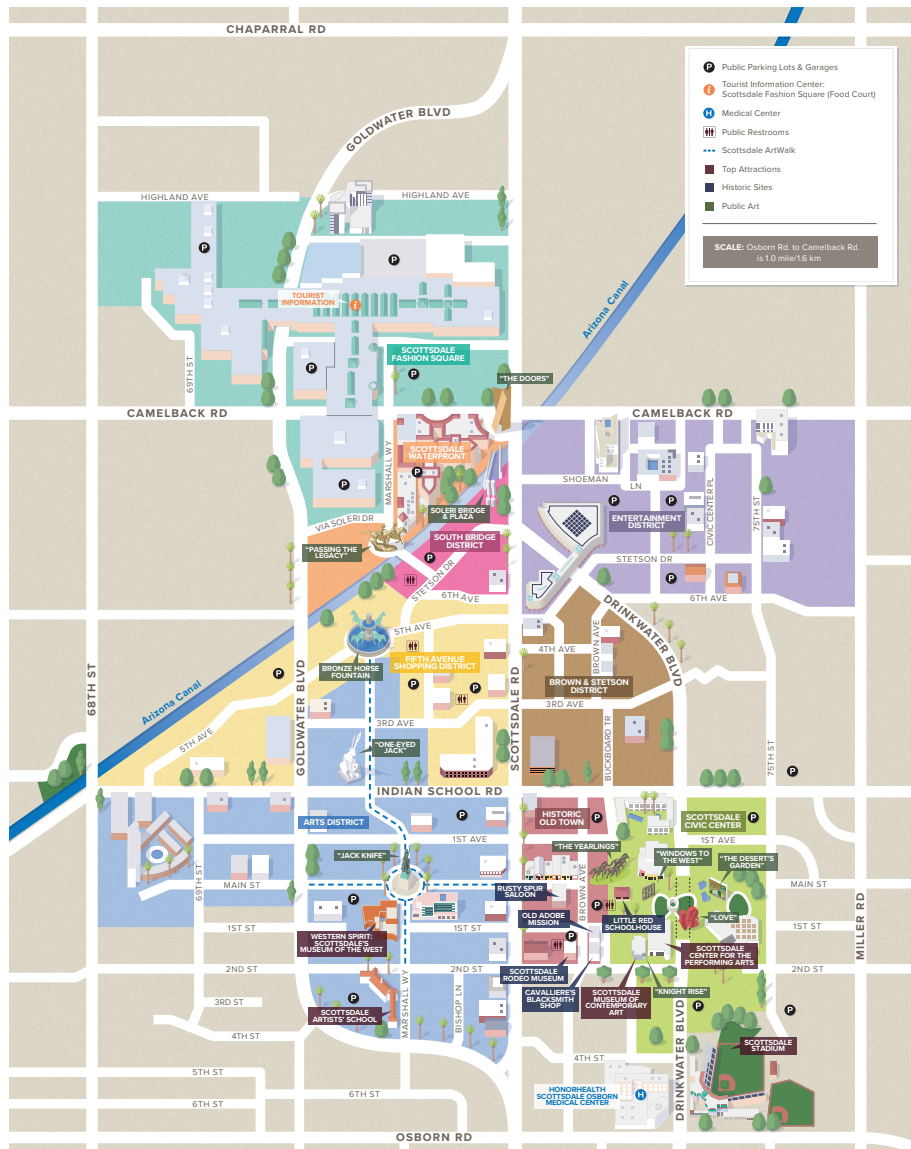 CHAPARRAL RD
GOLDWATER BLVD
P Public Parking Lots & Garages
i Tourist Information Center:
Scottsdale Fashion Square (Food Court)
H Medical Center
Public Restrooms
Scottsdale ArtWalk
Top Attractions
Historic Sites
Public Art
SCALE: Osborn Rd. to Camelback Rd.
is 1.0 mile/1.6 km
HIGHLAND AVE
HIGHLAND AVE
P
P
TOURIST
INFORMATION
i
Arizona Canal
69TH ST
SCOTTSDALE
FASHION SQUARE
P
P
"THE DOORS"
CAMELBACK RD
CAMELBACK RD
MARSHALL WY
SCOTTSDALE
WATERFRONT
P
P
SHOEMAN
LN
CIVIC CENTER PL
75TH ST
SOLERI BRIDGE
& PLAZA
P
P
ENTERTAINMENT
DISTRICT
VIA SOLERI DR
"PASSING THE
LEGACY"
SOUTH BRIDGE
DISTRICT
P
STETSON DR
STETSON DR
P
6TH AVE
6TH AVE
DRINKWATER BLVD
5TH AVE
4TH AVE
BROWN AVE
68TH ST
Arizona Canal
GOLDWATER BLVD
P
BRONZE HORSE
FOUNTAIN
FIFTH AVENUE
SHOPPING DISTRICT
P
P
SCOTTSDALE RD
BROWN & STETSON
DISTRICT
3RD AVE
3RD AVE
5TH AVE
"ONE-EYED
JACK"
BUCKBOARD TR
75TH ST
P
INDIAN SCHOOL RD
ARTS DISTRICT
P
HISTORIC
OLD TOWN
P
SCOTTSDALE
CIVIC CENTER
P
1ST AVE
1ST AVE
"JACK KNIFE"
"THE YEARLINGS"
"WINDOWS TO
THE WEST"
"THE DESERT'S
GARDEN"
69TH ST
MAIN ST
MAIN ST
RUSTY SPUR
SALOON
BROWN AVE
MILLER RD
P
P
OLD ADOBE
MISSION
LITTLE RED
SCHOOLHOUSE
"LOVE"
1ST ST
1ST ST
1ST ST
WESTERN SPIRIT:
SCOTTSDALE'S
MUSEUM OF THE WEST
P
SCOTTSDALE
CENTER FOR THE
PERFORMING ARTS
2ND ST
2ND ST
2ND ST
SCOTTSDALE
RODEO MUSEUM
CAVALLIERE'S
BLACKSMITH
SHOP
SCOTTSDALE
MUSEUM OF
CONTEMPORARY
ART
"KNIGHT RISE"
3RD ST
P
SCOTTSDALE
ARTISTS' SCHOOL
MARSHALL WY
BISHOP LN
P
P
DRINKWATER BLVD
4TH ST
4TH ST
SCOTTSDALE
STADIUM
5TH ST
6TH ST
6TH ST
HONORHEALTH
SCOTTSDALE OSBORN
MEDICAL CENTER
H
OSBORN RD